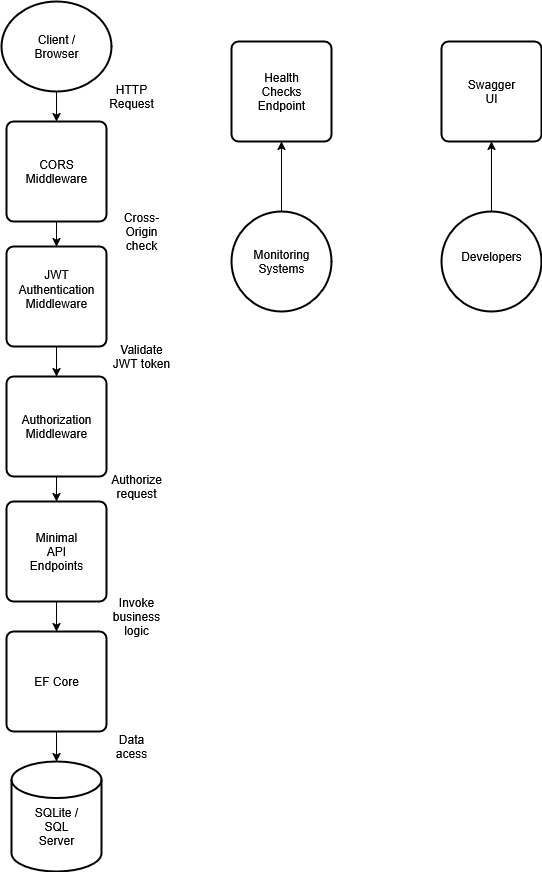 Client /
Browser
HTTP
Request
CORS
Middleware
Cross-
Origin
check
JWT
Authentication
Middleware
Validate
JWT token
Authorization
Middleware
Authorize
request
Minimal
API
Endpoints
Invoke
business
logic
EF Core
Data
acess
SQLite /
SQL
Server
Health
Checks
Endpoint
Monitoring
Systems
Swagger
UI
Developers